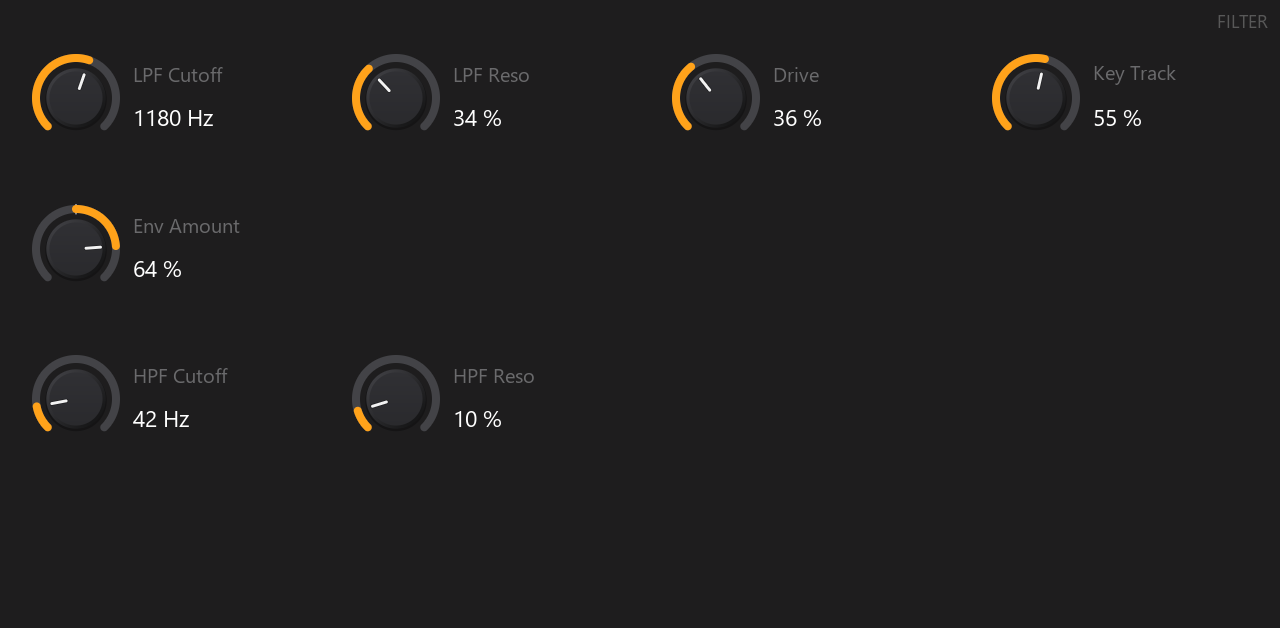 FILTER
LPF Cutoff
1180 Hz
LPF Reso
34 %
Drive
36 %
Key Track
55 %
Env Amount
64 %
HPF Cutoff
42 Hz
HPF Reso
10 %